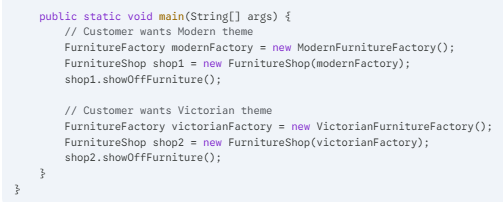 public static void main(String[] args) {
// Customer wants Modern theme
FurnitureFactory modernFactory = new ModernFurnitureFactory();
FurnitureShop shop1 = new FurnitureShop(modernFactory);
shop1.showOffFurniture();
// Customer wants Victorian theme
FurnitureFactory victorianFactory = new VictorianFurnitureFactory();
FurnitureShop shop2 = new FurnitureShop(victorianFactory);
shop2.showOffFurniture();
}
}